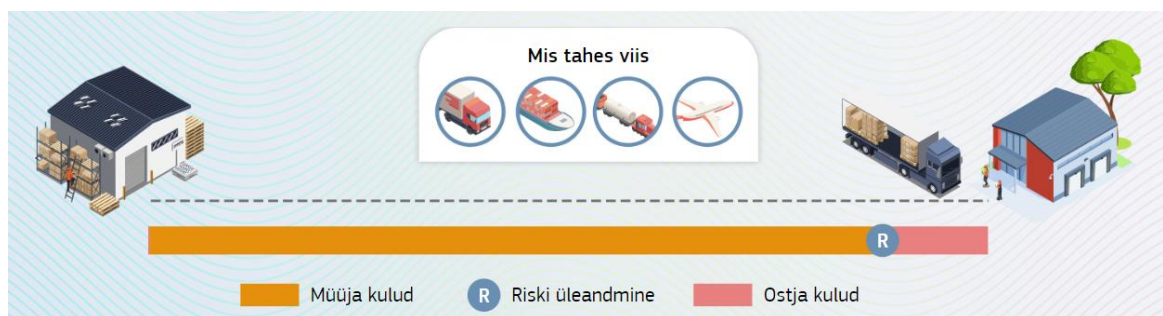 Mis tahes viis
R
Müüja kulud
R
Riski üleandmine
Ostja kulud